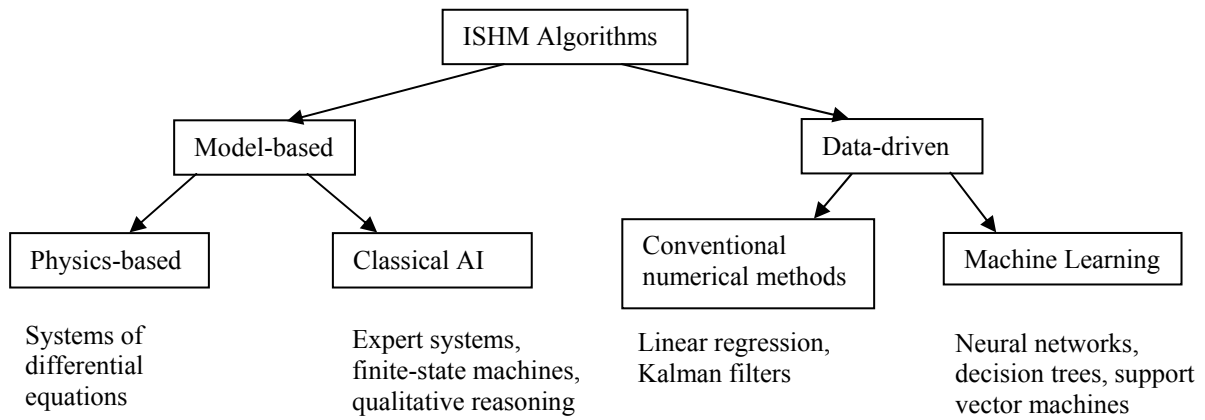 ISHM Algorithms
Model-based
Data-driven
Physics-based
Classical AI
Conventional
numerical methods
Machine Learning
Systems of
differential
equations
Expert systems,
finite-state machines,
qualitative reasoning
Linear regression,
Kalman filters
Neural networks,
decision trees, support
vector machines